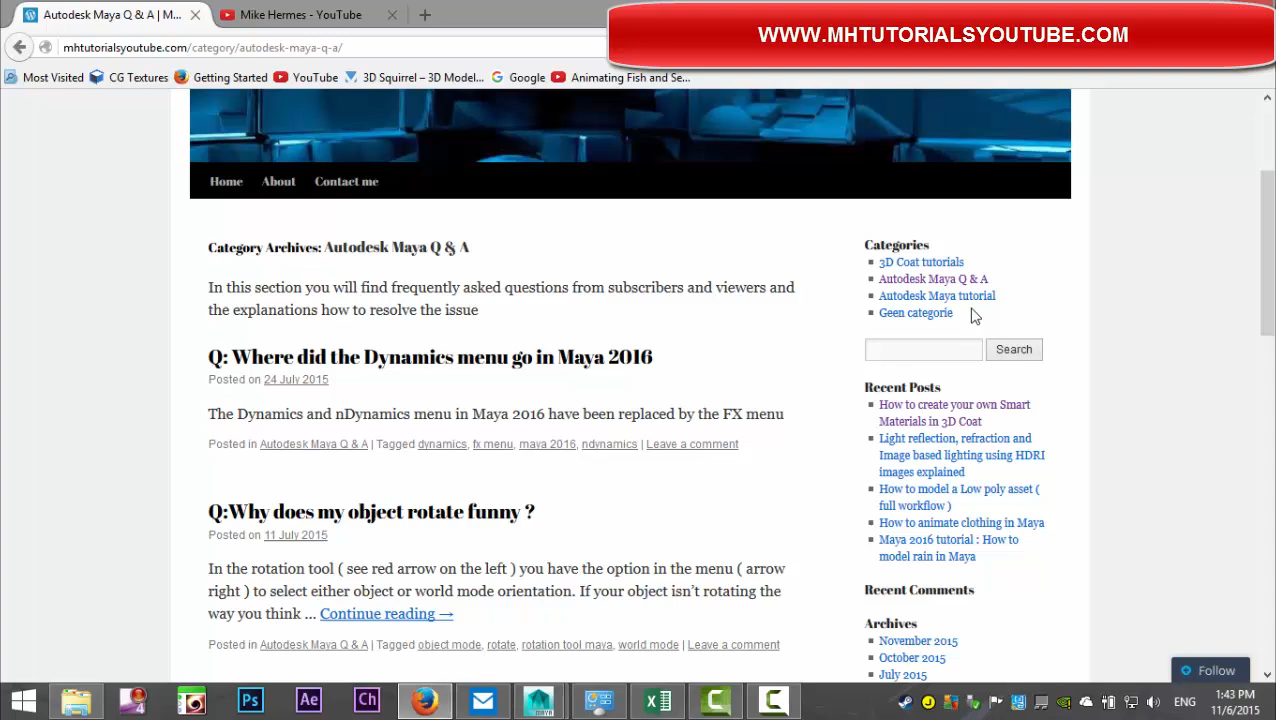 Autodesk Maya Q & A | M...
Mike Hermes - YouTube
WWW.MHTUTORIALSYOUTUBE.COM
mhtutorialsyoutube.com/category/autodesk-maya-q-a/
Most Visited CG Textures Getting Started YouTube 3D Squirrel – 3D Model... Google Animating Fish and Se...
Home About Contact me
Category Archives: Autodesk Maya Q & A
In this section you will find frequently asked questions from subscribers and viewers and
the explanations how to resolve the issue
Q: Where did the Dynamics menu go in Maya 2016
Posted on 24 July 2015
The Dynamics and nDynamics menu in Maya 2016 have been replaced by the FX menu
Posted in Autodesk Maya Q & A | Tagged dynamics, fx menu, maya 2016, ndynamics | Leave a comment
Q:Why does my object rotate funny ?
Posted on 11 July 2015
In the rotation tool ( see red arrow on the left ) you have the option in the menu ( arrow
right ) to select either object or world mode orientation. If your object isn't rotating the
way you think ... Continue reading →
Posted in Autodesk Maya Q & A | Tagged object mode, rotate, rotation tool maya, world mode | Leave a comment
Categories
3D Coat tutorials
Autodesk Maya Q & A
Autodesk Maya tutorial
Geen categorie
Search
Recent Posts
How to create your own Smart
Materials in 3D Coat
Light reflection, refraction and
Image based lighting using HDRI
images explained
How to model a Low poly asset (
full workflow )
How to animate clothing in Maya
Maya 2016 tutorial : How to
model rain in Maya
Recent Comments
Archives
November 2015
October 2015
July 2015
Follow
Ps Ae Ch
MAYA
ENG
1:43 PM
11/6/2015